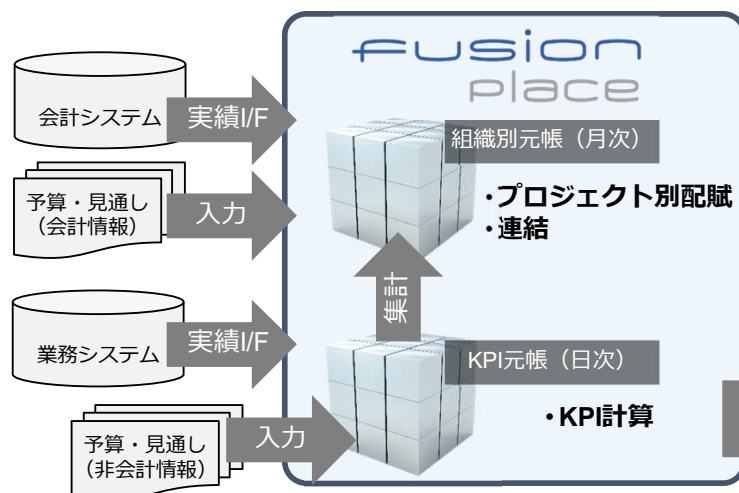 fusion
place
会計システム
実績I/F
組織別元帳（月次）
予算・見通し
（会計情報）
入力
・プロジェクト別配賦
・連結
集計
業務システム
実績I/F
KPI元帳（日次）
予算・見通し
（非会計情報）
入力
・KPI計算